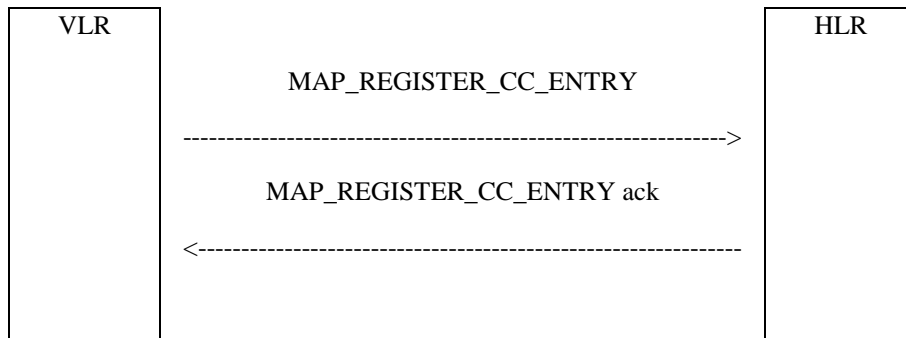 VLR HLR
MAP_REGISTER_CC_ENTRY
--------------------------------------------------------------->
MAP_REGISTER_CC_ENTRY ack
<---------------------------------------------------------------